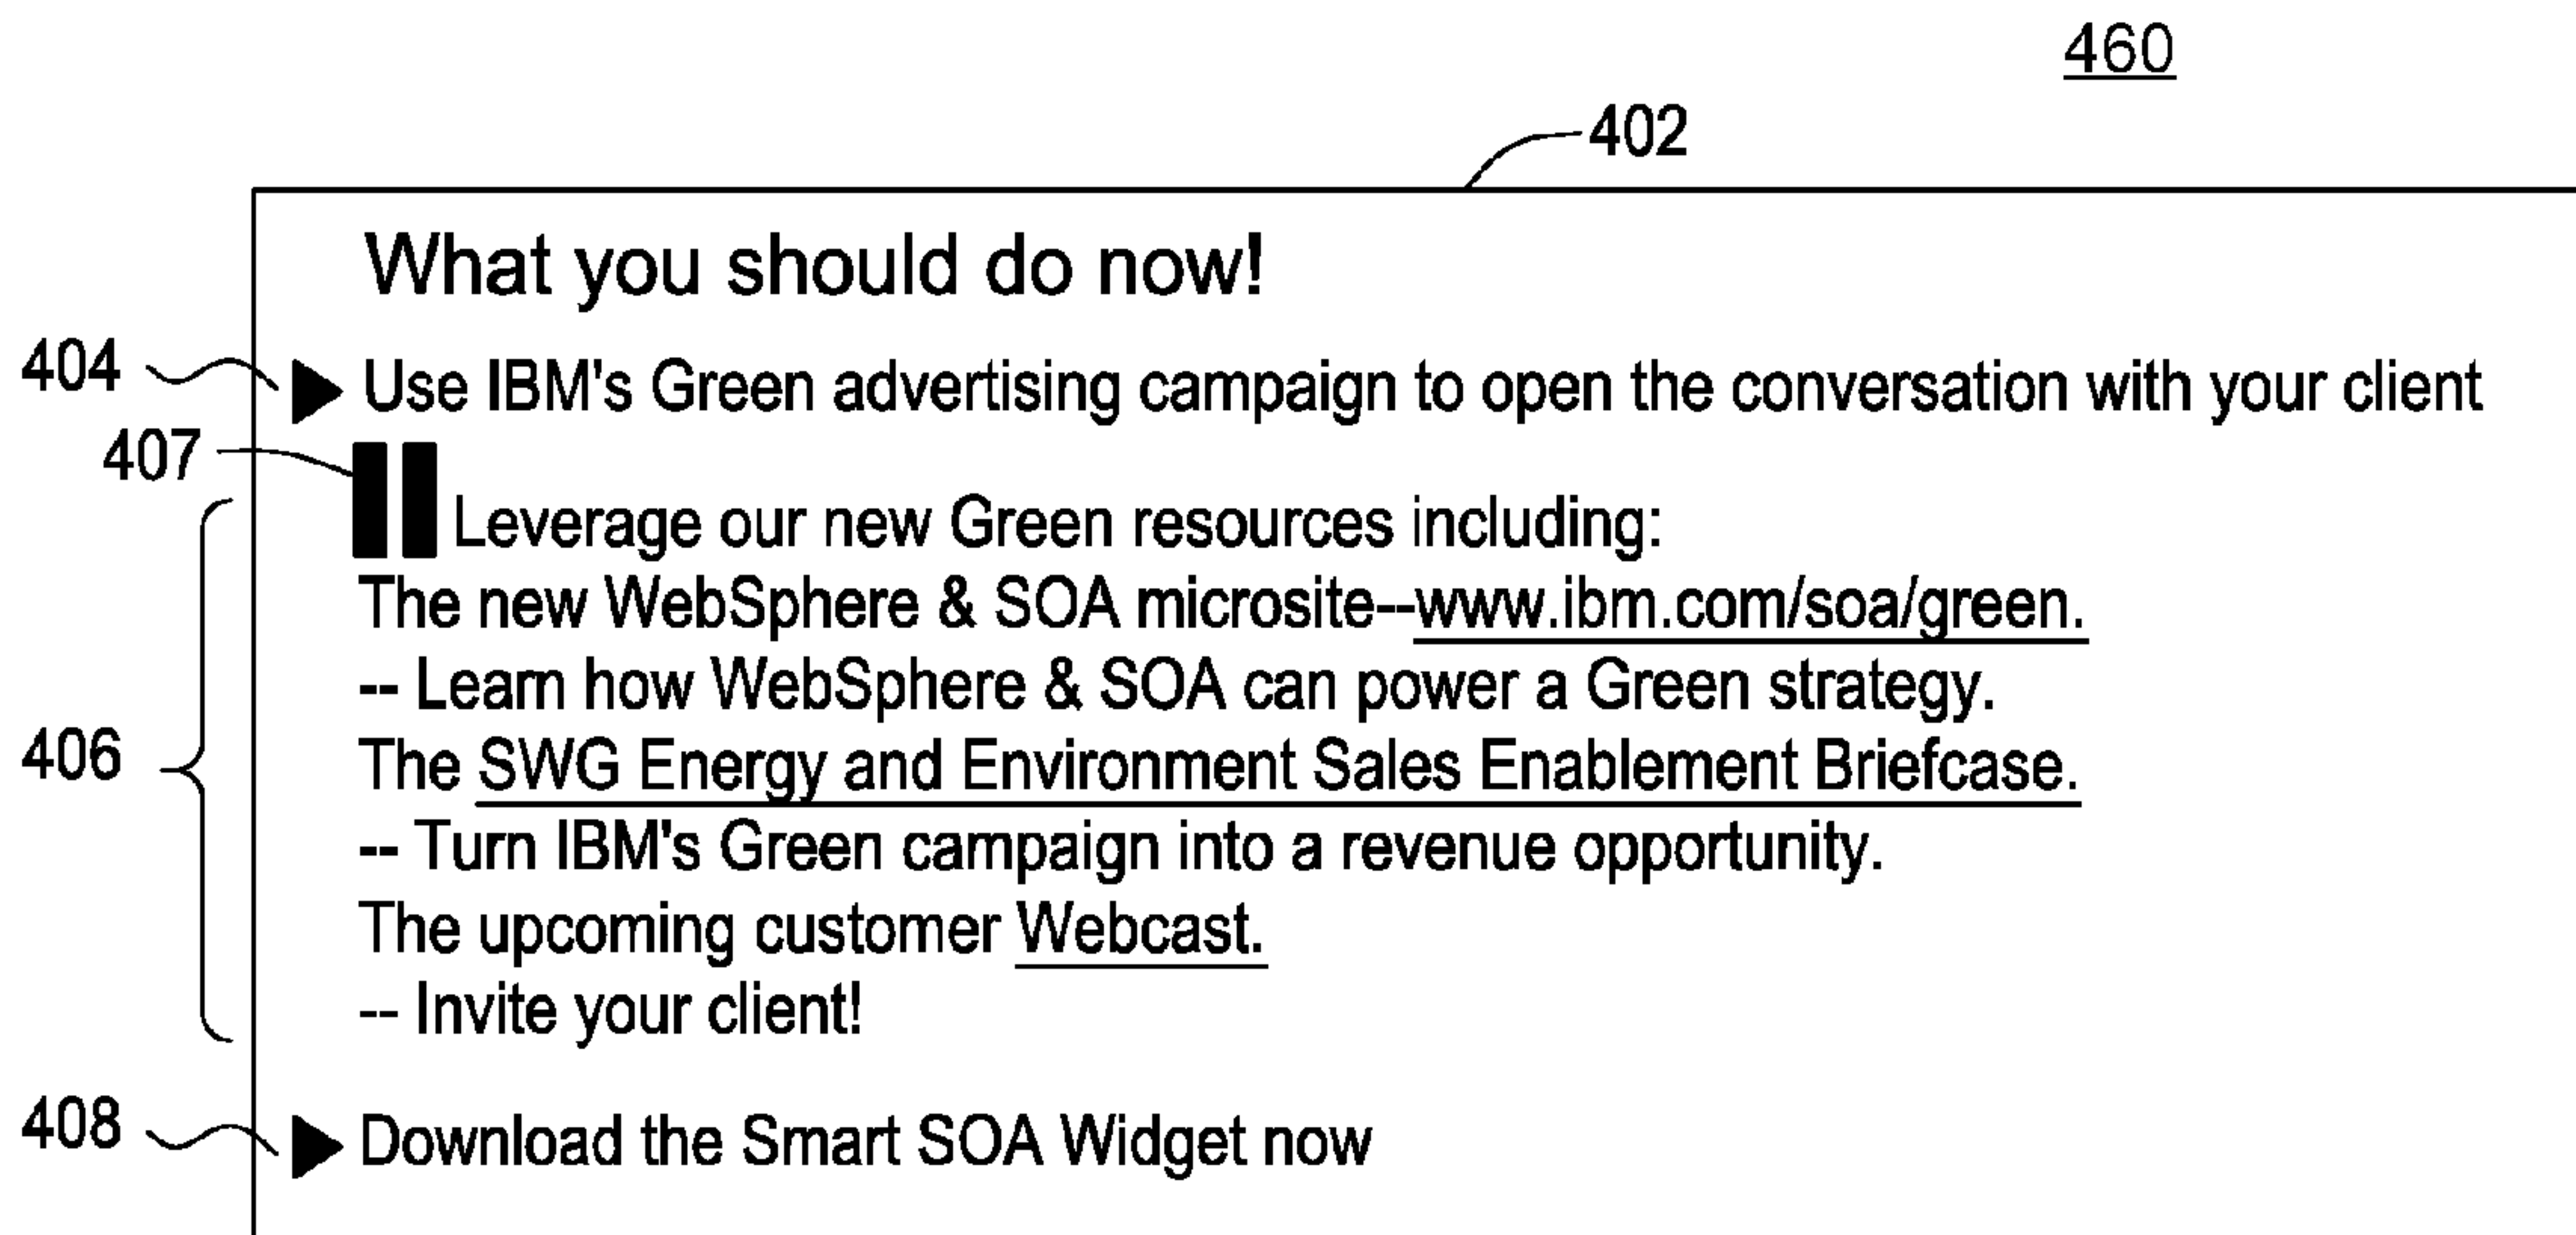 460
402
What you should do now!
404
Use IBM's Green advertising campaign to open the conversation with your client
407
Leverage our new Green resources including:
The new WebSphere & SOA microsite--www.ibm.com/soa/green.
-- Learn how WebSphere & SOA can power a Green strategy.
406
The SWG Energy and Environment Sales Enablement Briefcase.
-- Turn IBM's Green campaign into a revenue opportunity.
The upcoming customer Webcast.
-- Invite your client!
408
Download the Smart SOA Widget now